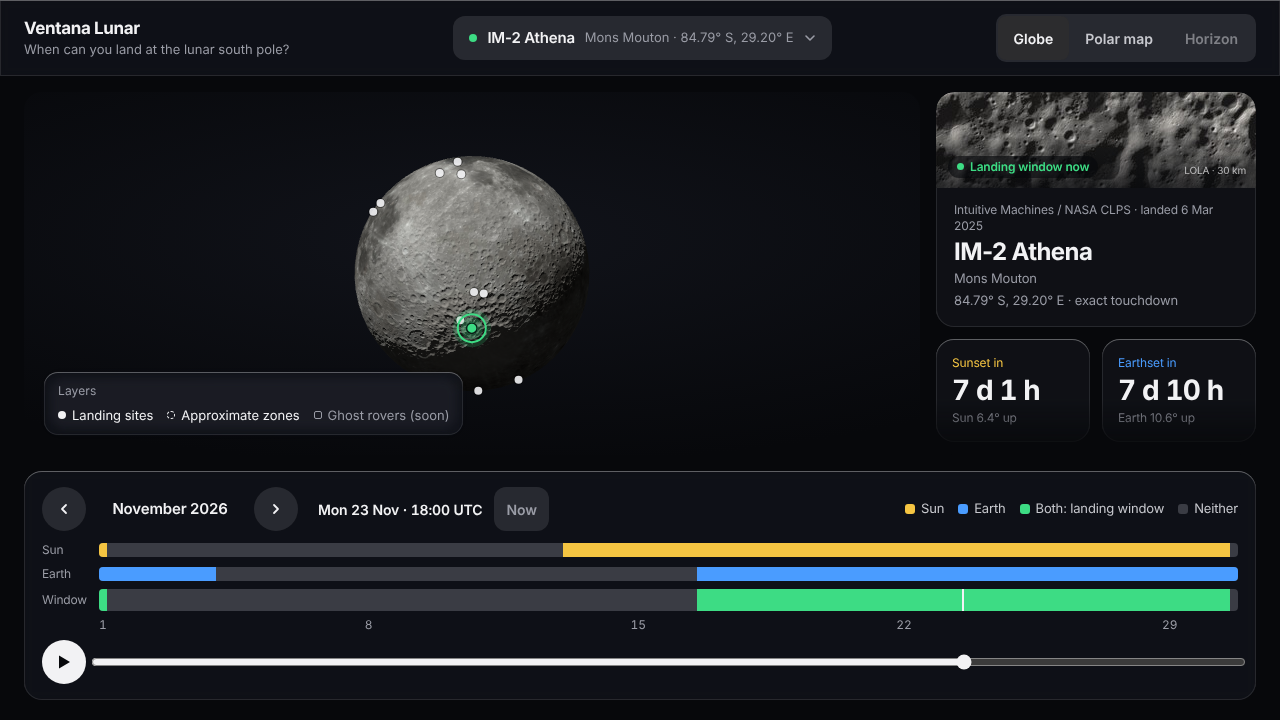 Ventana Lunar
When can you land at the lunar south pole?
IM-2 Athena Mons Mouton · 84.79° S, 29.20° E
Globe Polar map Horizon
Landing window now
LOLA · 30 km
Intuitive Machines / NASA CLPS · landed 6 Mar
2025
IM-2 Athena
Mons Mouton
84.79° S, 29.20° E · exact touchdown
Sunset in
7 d 1 h
Sun 6.4° up
Earthset in
7 d 10 h
Earth 10.6° up
Layers
Landing sites Approximate zones Ghost rovers (soon)
November 2026 Mon 23 Nov · 18:00 UTC Now
Sun Earth Both: landing window Neither
Sun
Earth
Window
1 8 15 22 29